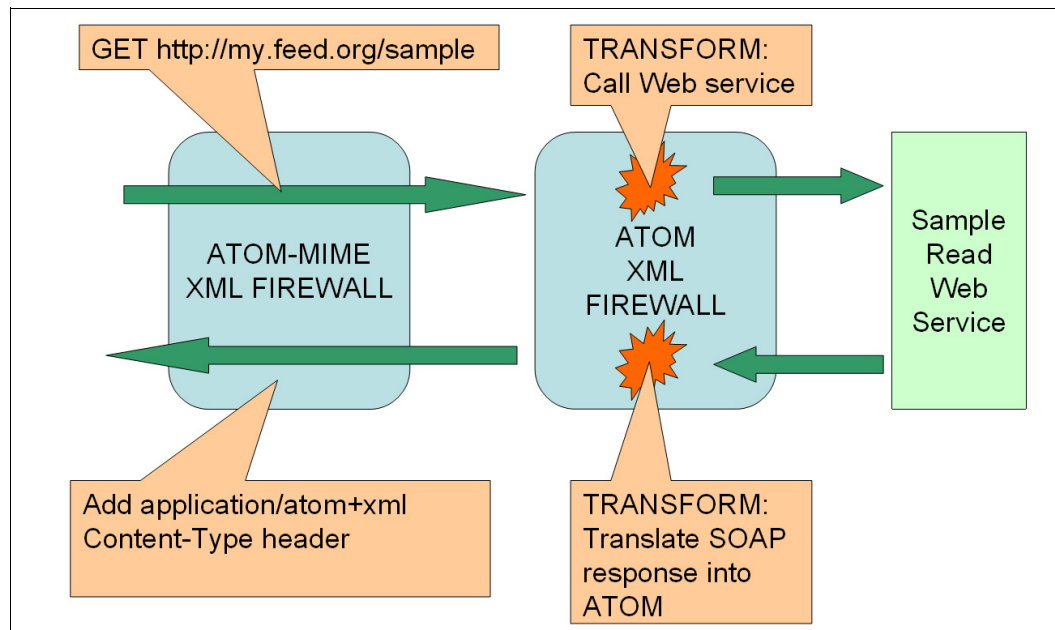 GET http://my.feed.org/sample
TRANSFORM:
Call Web service
ATOM-MIME
XML FIREWALL
ATOM
XML
FIREWALL
Sample
Read
Web
Service
Add application/atom+xml
Content-Type header
TRANSFORM:
Translate SOAP
response into
ATOM